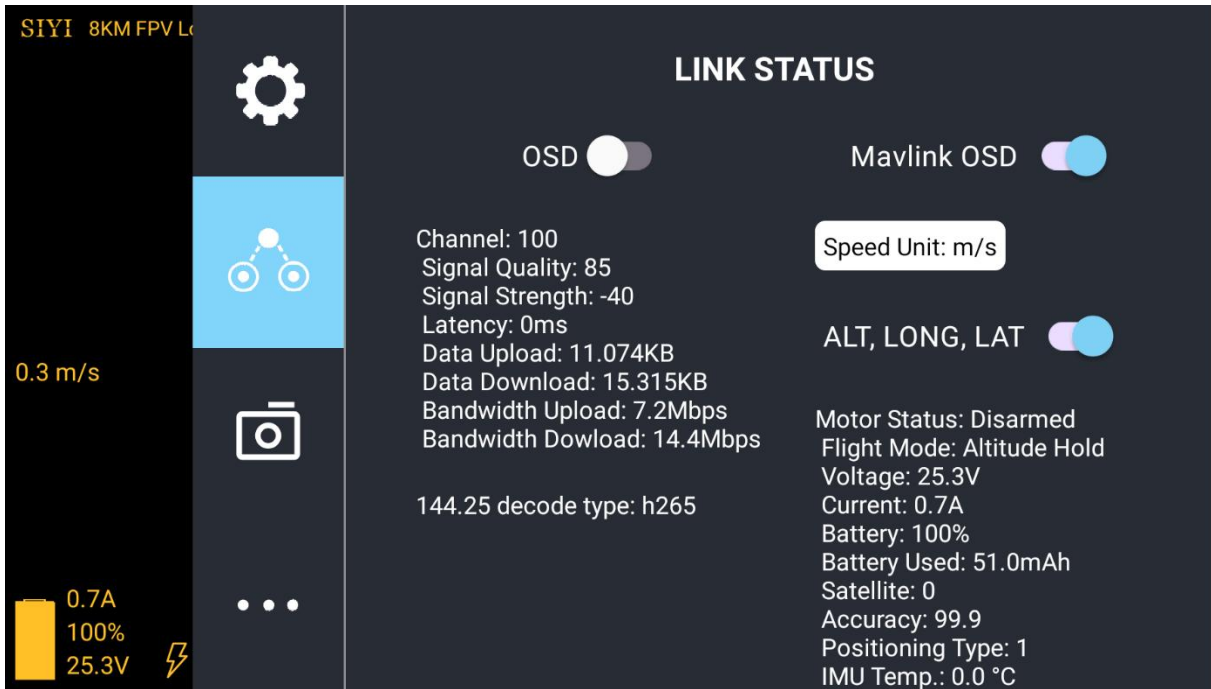 SIYI 8KM FPV Lo
0.3 m/s
0.7A
100%
25.3V
LINK STATUS
OSD
Mavlink OSD
Channel: 100
Signal Quality: 85
Signal Strength: -40
Latency: 0ms
Data Upload: 11.074KB
Data Download: 15.315KB
Bandwidth Upload: 7.2Mbps
Bandwidth Dowload: 14.4Mbps
144.25 decode type: h265
Speed Unit: m/s
ALT, LONG, LAT
Motor Status: Disarmed
Flight Mode: Altitude Hold
Voltage: 25.3V
Current: 0.7A
Battery: 100%
Battery Used: 51.0mAh
Satellite: 0
Accuracy: 99.9
Positioning Type: 1
IMU Temp.: 0.0 °C